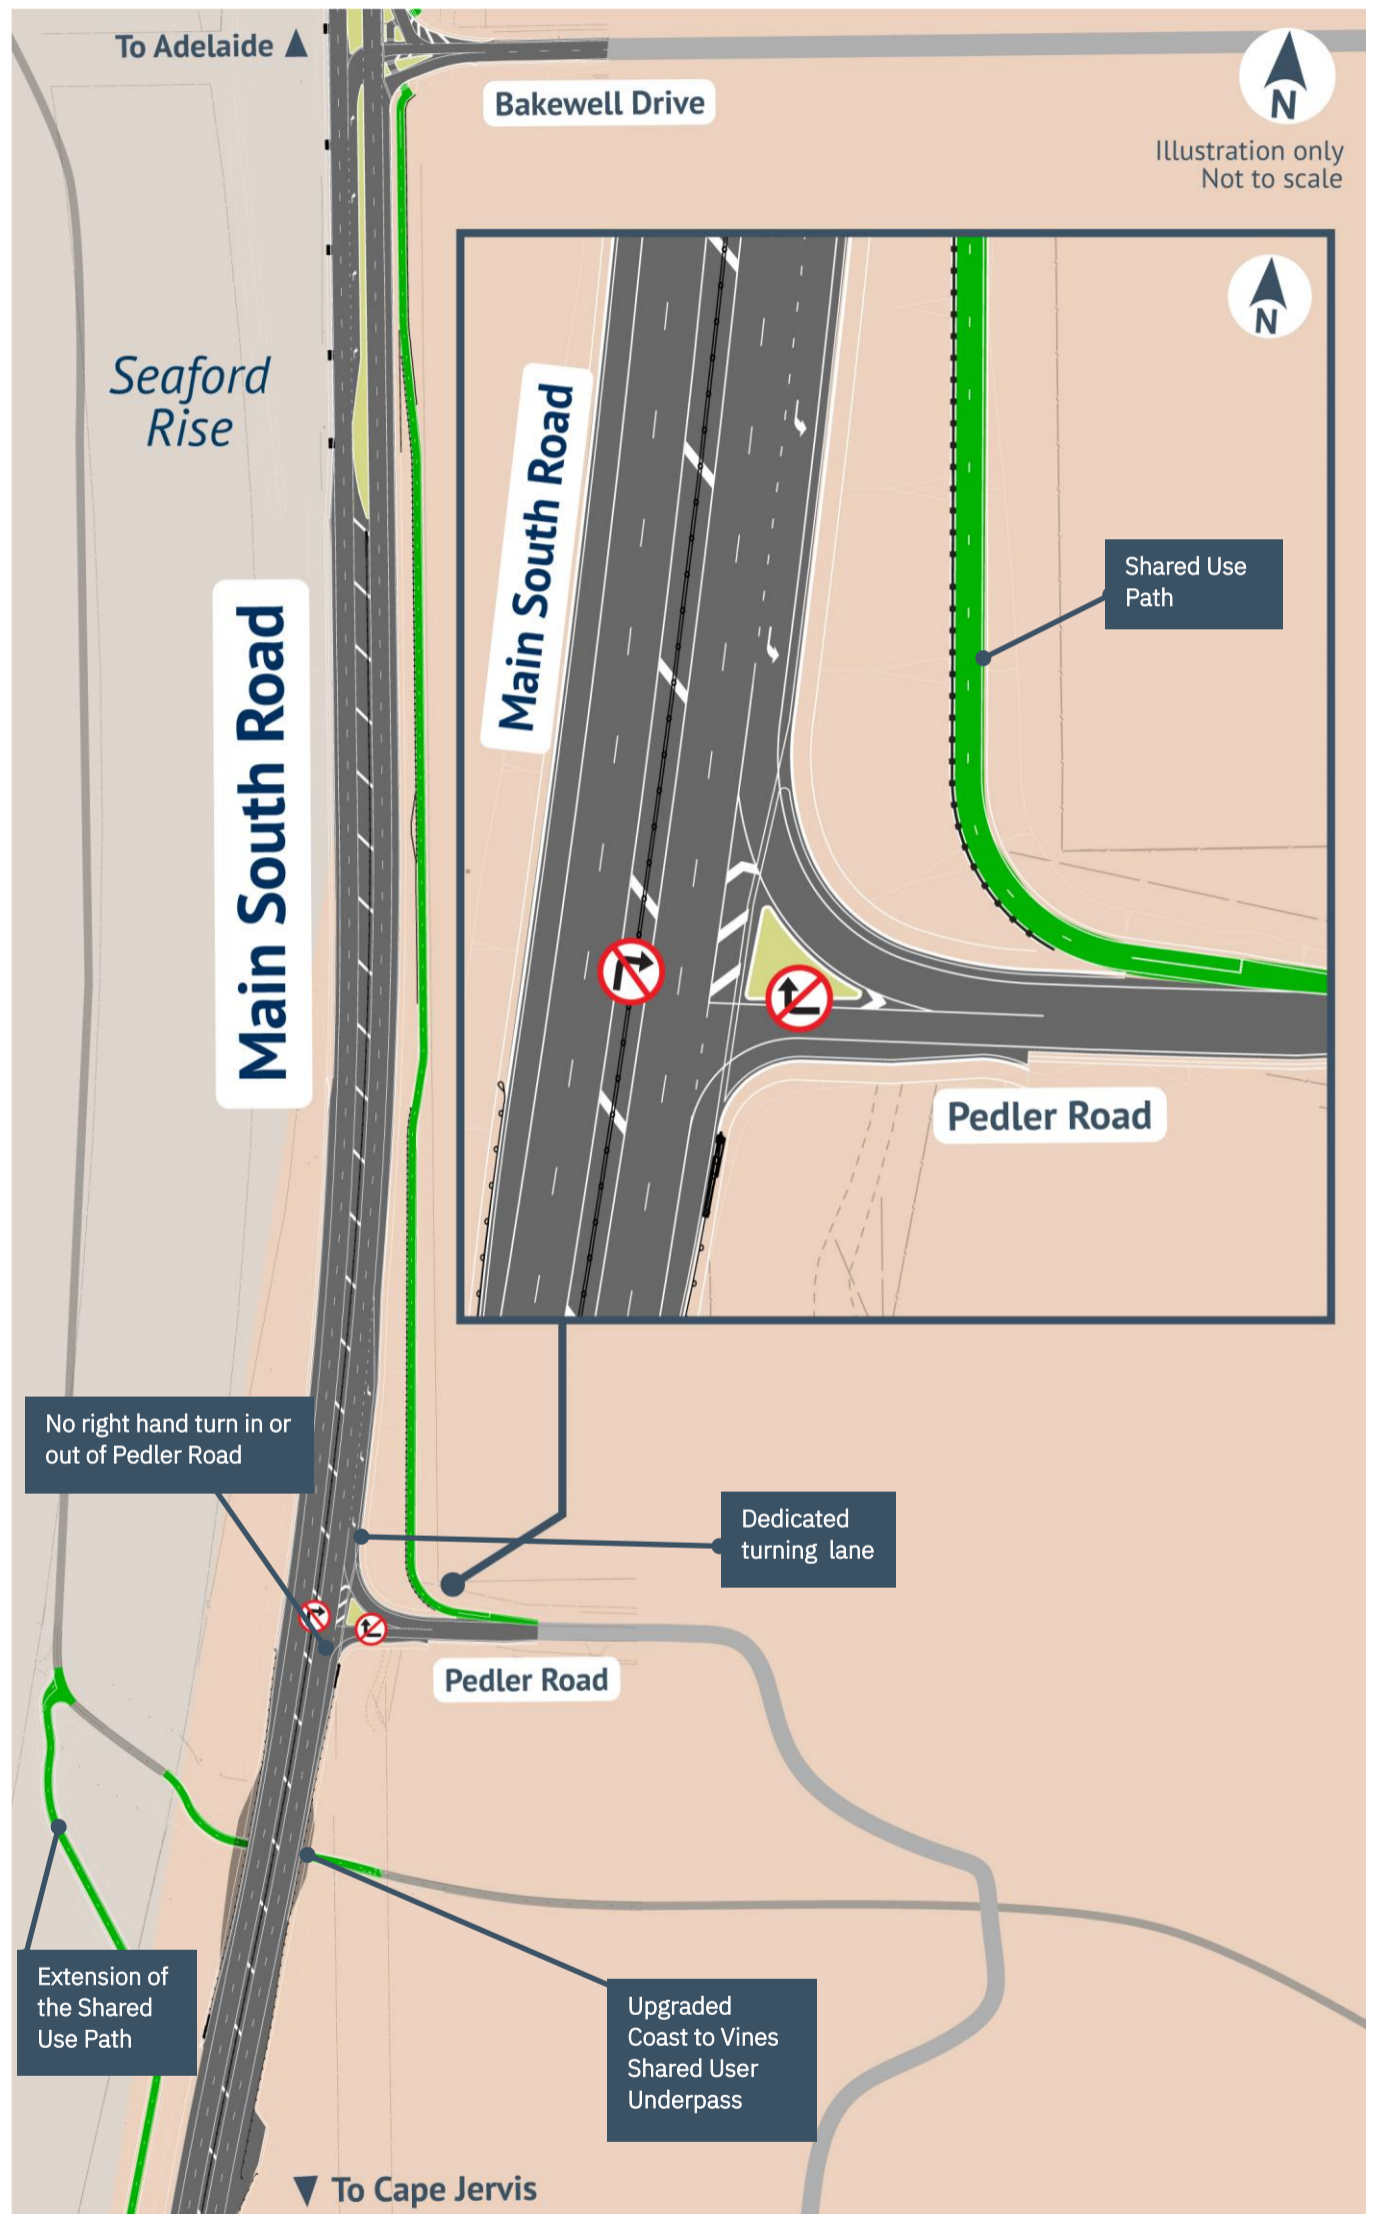 To Adelaide
Bakewell Drive
N
Illustration only
Not to scale
N
Seaford
Rise
Main South Road
Shared Use
Path
Main South Road
Pedler Road
No right hand turn in or
out of Pedler Road
Dedicated
turning lane
Pedler Road
Extension of
the Shared
Use Path
Upgraded
Coast to Vines
Shared User
Underpass
To Cape Jervis